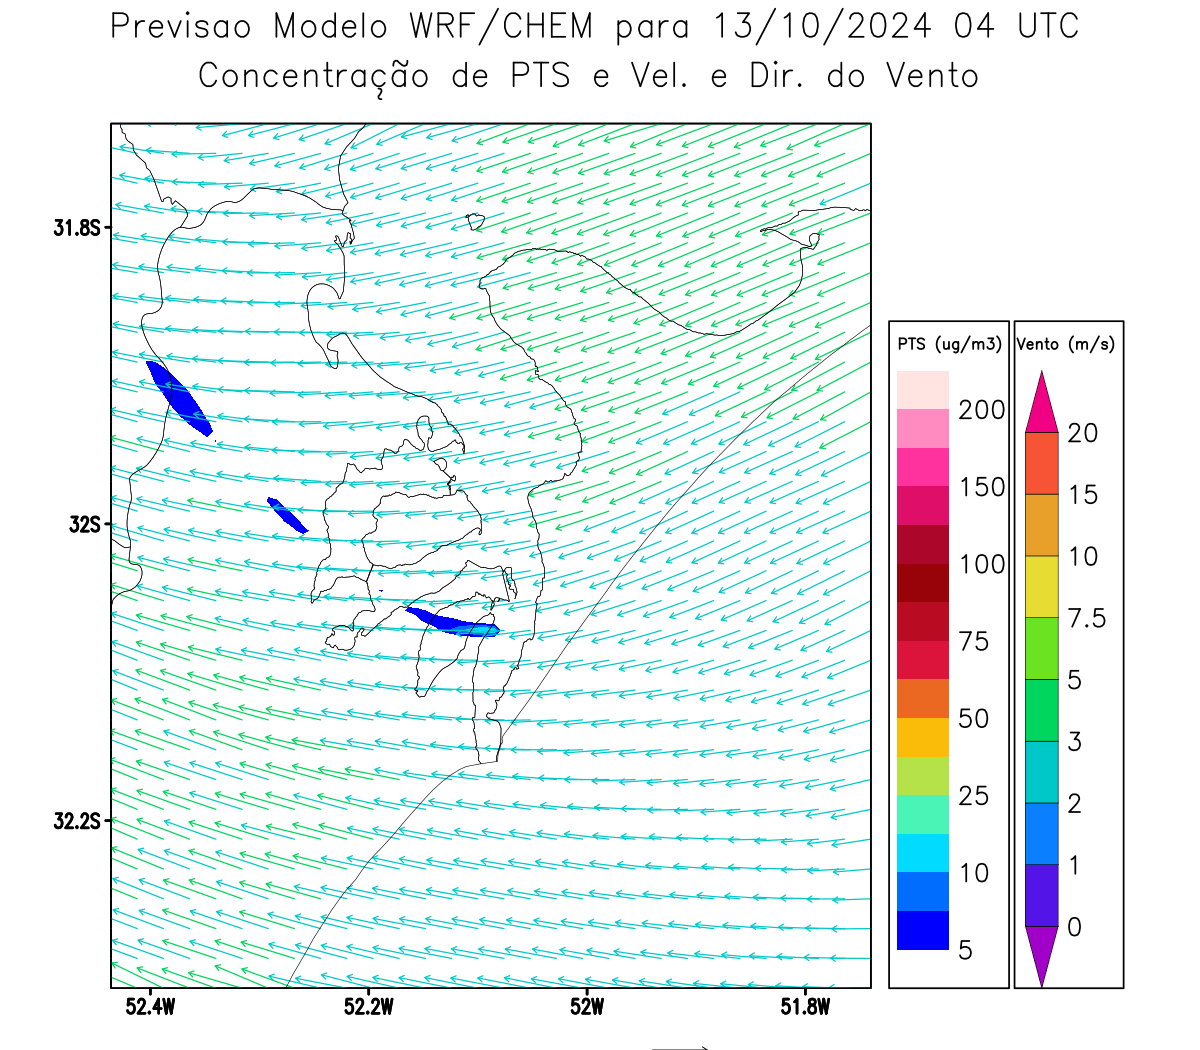 Previsao Modelo WRF/CHEM para 13/10/2024 04 UTC
Concentração de PTS e Vel. e Dir. do Vento
31.8S
32S
32.2S
52.4W
52.2W
52W
51.8W
PTS (ug/m3)
200
150
100
75
50
25
10
5
Vento (m/s)
20
15
10
7.5
5
3
2
1
0